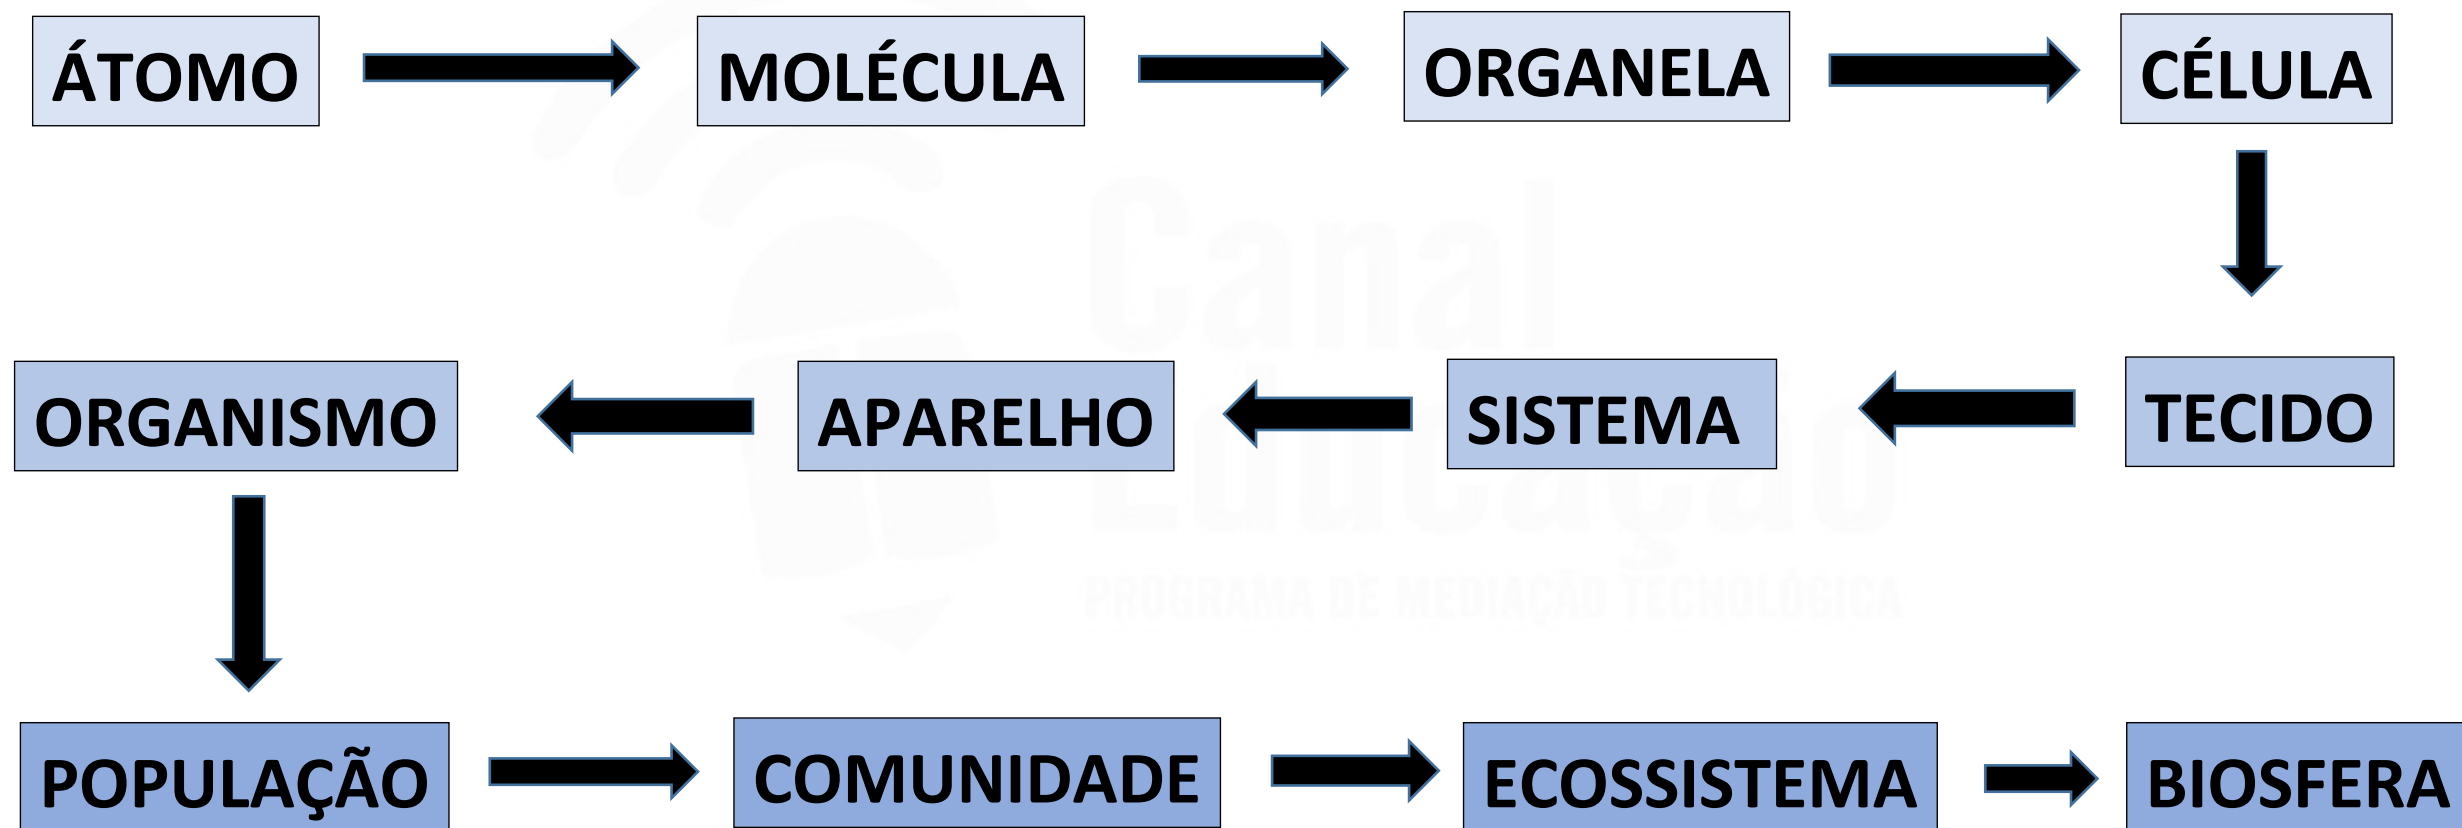 ÁTOMO
MOLÉCULA
ORGANELA
CÉLULA
ORGANISMO
APARELHO
SISTEMA
TECIDO
POPULAÇÃO
COMUNIDADE
ECOSSISTEMA
BIOSFERA
Canal
Educação
PROGRAMA DE MEDIAÇÃO TECNOLÓGICA